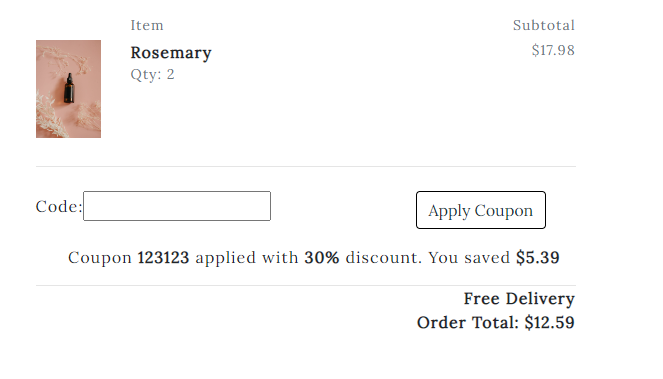 Item Subtotal
Rosemary $17.98
Qty: 2
Code: Apply Coupon
Coupon 123123 applied with 30% discount. You saved $5.39
Free Delivery
Order Total: $12.59